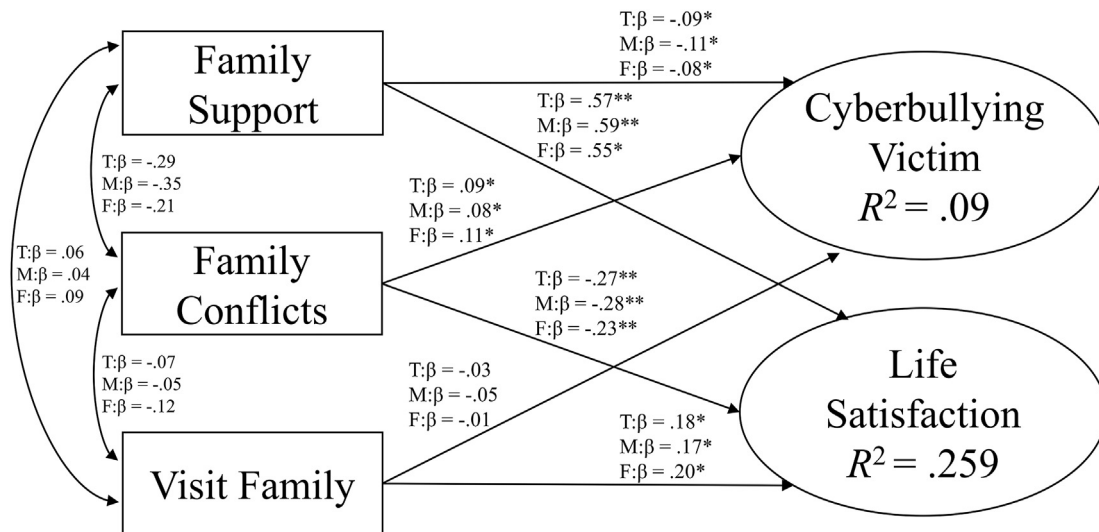 T:β = -.09*
M:β = -.11*
F:β = -.08*
Family
Support
T:β = .57**
M:β = .59**
F:β = .55*
Cyberbullying
Victim
R² = .09
T:β = -.29
M:β = -.35
F:β = -.21
T:β = .09*
M:β = .08*
F:β = .11*
T:β = .06
M:β = .04
F:β = .09
Family
Conflicts
T:β = -.27**
M:β = -.28**
F:β = -.23**
T:β = -.07
M:β = -.05
F:β = -.12
T:β = -.03
M:β = -.05
F:β = -.01
Life
Satisfaction
R² = .259
T:β = .18*
M:β = .17*
F:β = .20*
Visit Family